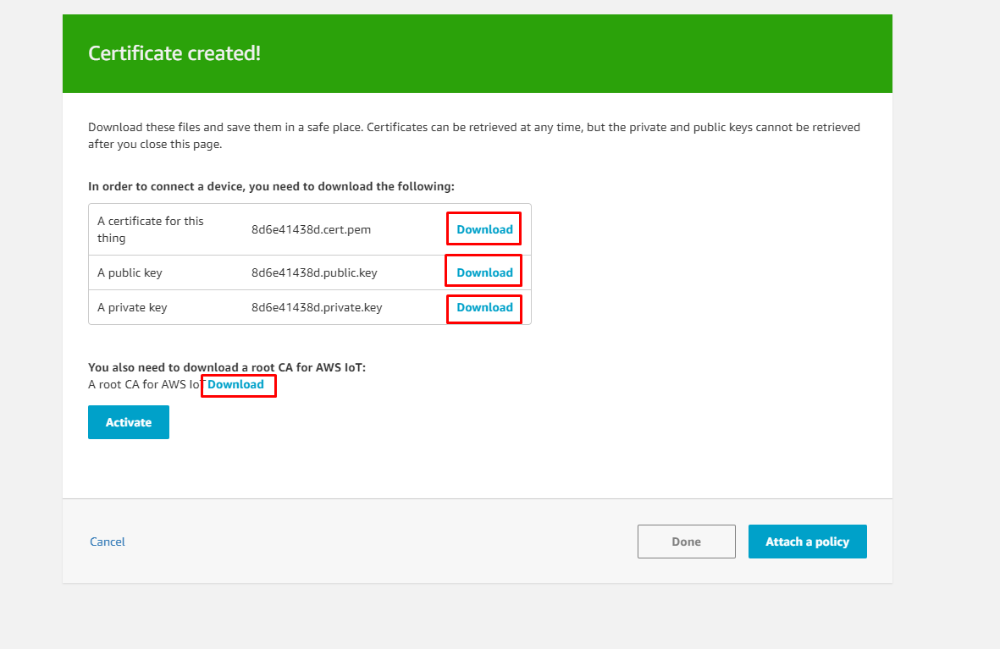 Certificate created!
Download these files and save them in a safe place. Certificates can be retrieved at any time, but the private and public keys cannot be retrieved
after you close this page.
In order to connect a device, you need to download the following:
A certificate for this
thing
8d6e41438d.cert.pem
Download
A public key
8d6e41438d.public.key
Download
A private key
8d6e41438d.private.key
Download
You also need to download a root CA for AWS IoT:
A root CA for AWS IoT Download
Activate
Cancel
Done
Attach a policy